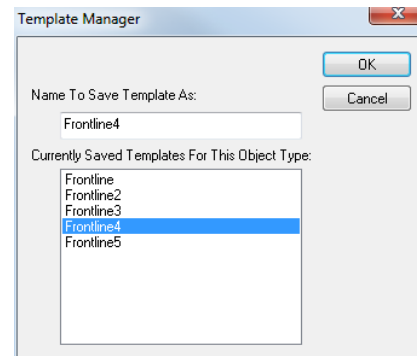 Template Manager
OK
Name To Save Template As:
Cancel
Frontline4
Currently Saved Templates For This Object Type:
Frontline
Frontline2
Frontline3
Frontline4
Frontline5